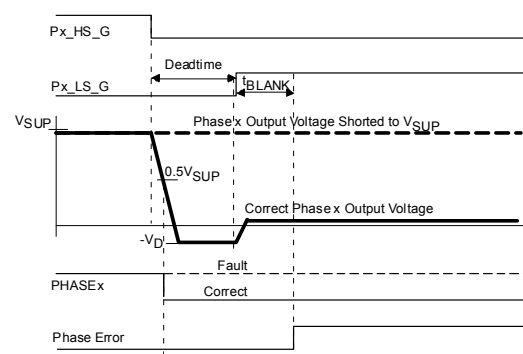 Px_HS_G
Deadtime
Px_LS_G
tBLANK
VSUP
Phase x Output Voltage Shorted to VSUP
0.5VSUP
Correct Phase x Output Voltage
-VD
Fault
PHASEx
Correct
Phase Error